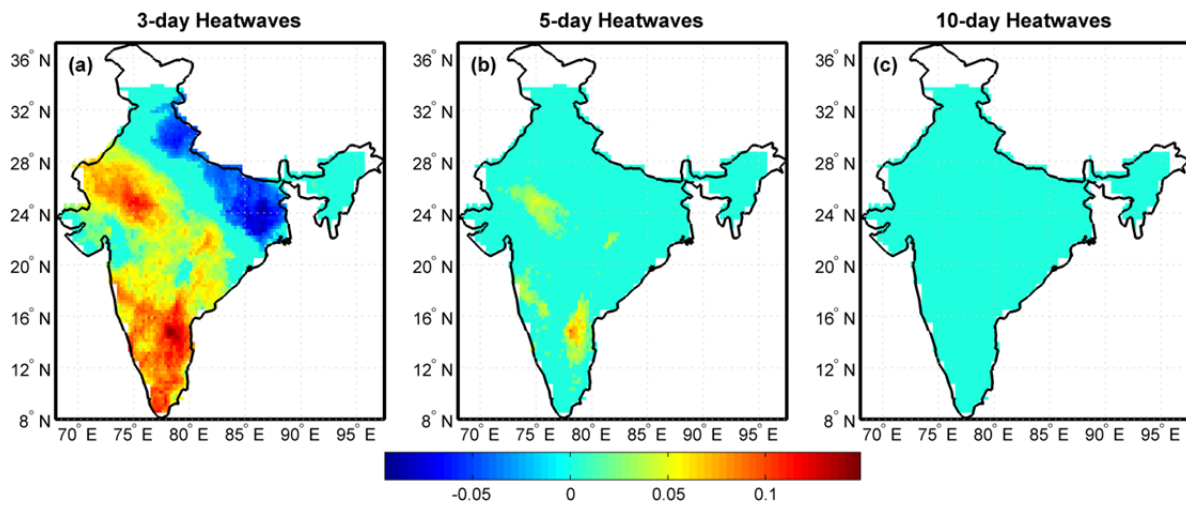 3-day Heatwaves
5-day Heatwaves
10-day Heatwaves
(a)
36° N
32° N
28° N
24° N
20° N
16° N
12° N
8° N
70° E 75° E 80° E 85° E 90° E 95° E
(b)
36° N
32° N
28° N
24° N
20° N
16° N
12° N
8° N
70° E 75° E 80° E 85° E 90° E 95° E
(c)
36° N
32° N
28° N
24° N
20° N
16° N
12° N
8° N
70° E 75° E 80° E 85° E 90° E 95° E
-0.05 0 0.05 0.1